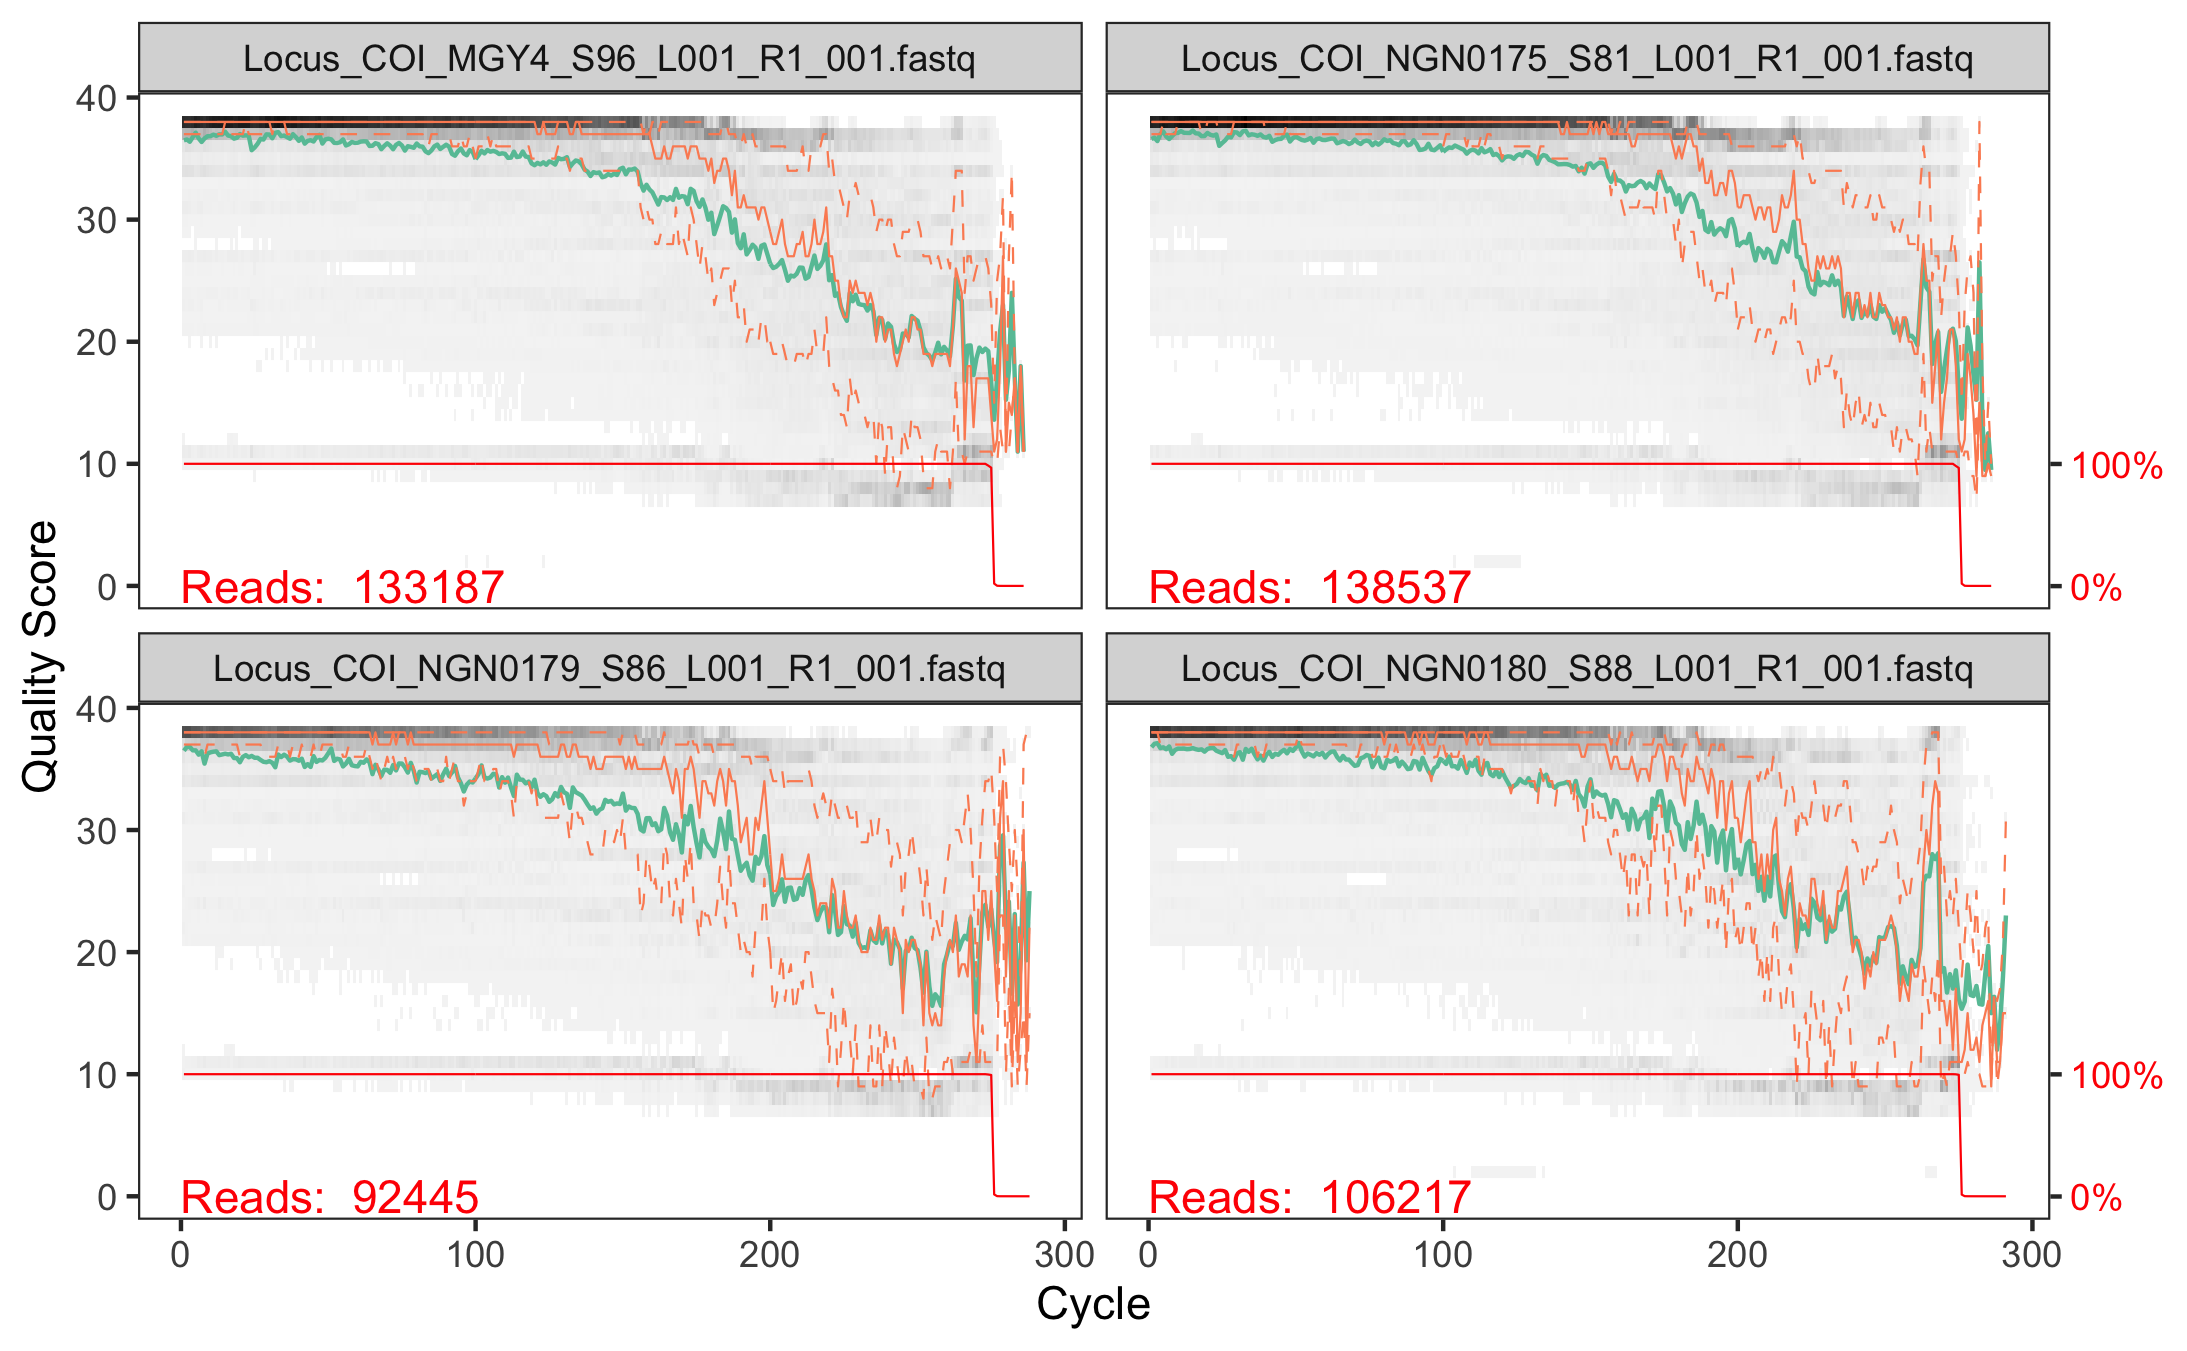 Locus_COI_MGY4_S96_L001_R1_001.fastq
Locus_COI_NGN0175_S81_L001_R1_001.fastq
40
30
20
10
0
Reads: 133187
Reads: 138537
100%
0%
Locus_COI_NGN0179_S86_L001_R1_001.fastq
Locus_COI_NGN0180_S88_L001_R1_001.fastq
40
30
20
10
0
Reads: 92445
Reads: 106217
100%
0%
0 100 200 300
0 100 200 300
Cycle
Quality Score